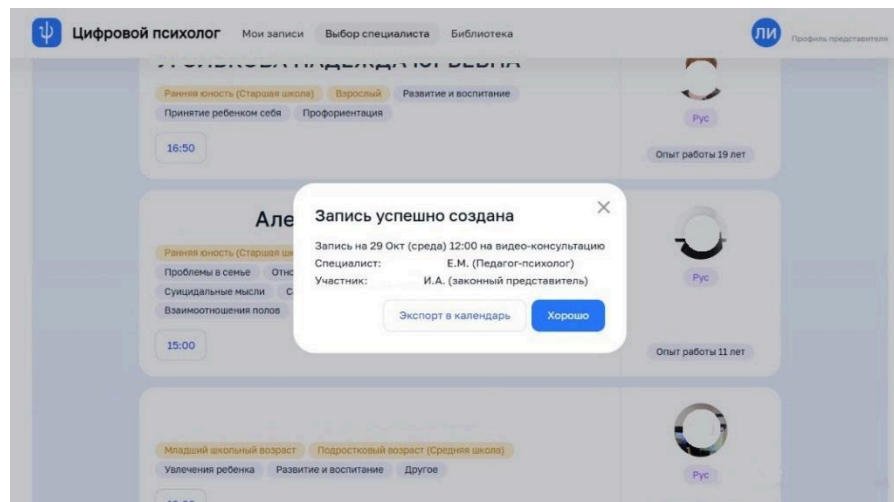 Цифровой психолог
Мои записи
Выбор специалиста
Библиотека
ЛИ
Профиль представителя
Ранняя юность (Старшая школа) Взрослый Развитие и воспитание
Принятие ребенком себя Профориентация
16:50
Рус
Опыт работы 19 лет
Але
Ранняя юность (Старшая
Проблемы в семье
Суицидальные мысли
Взаимоотношения полов
15:00
Рус
Опыт работы 11 лет
Запись успешно создана
Запись на 29 Окт (среда) 12:00 на видео-консультацию
Специалист: Е.М. (Педагог-психолог)
Участник: И.А. (законный представитель)
Экспорт в календарь Хорошо
Младший школьный возраст Подростковый возраст (Средняя школа)
Увлечения ребенка Развитие и воспитание Другое
Рус